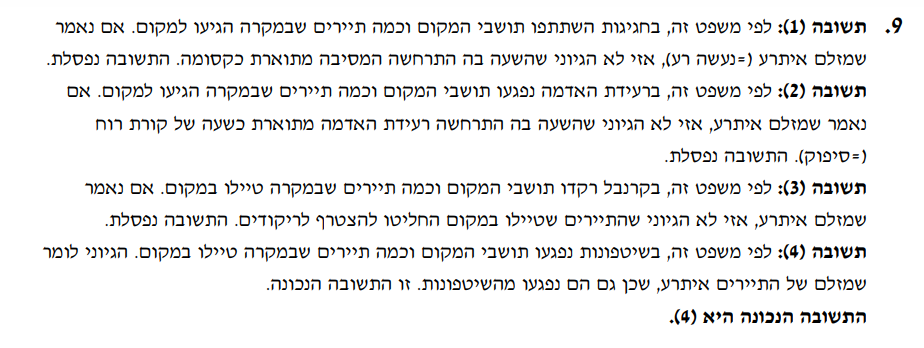 9. תשובה (1): לפי משפט זה, בחגיגות השתתפו תושבי המקום וכמה תיירים שבמקרה הגיעו למקום. אם נאמר
שמזלם איתרע (=נעשה רע), אזי לא הגיוני שהשעה בה התרחשה המסיבה מתוארת כקסומה. התשובה נפסלת.
תשובה (2): לפי משפט זה, ברעידת האדמה נפגעו תושבי המקום וכמה תיירים שבמקרה הגיעו למקום. אם
נאמר שמזלם איתרע, אזי לא הגיוני שהשעה בה התרחשה רעידת האדמה מתוארת כשעה של קורת רוח
(=סיפוק). התשובה נפסלת.
תשובה (3): לפי משפט זה, בקרנבל רקדו תושבי המקום וכמה תיירים שבמקרה טיילו במקום. אם נאמר
שמזלם איתרע, אזי לא הגיוני שהתיירים שטיילו במקום החליטו להצטרף לריקודים. התשובה נפסלת.
תשובה (4): לפי משפט זה, בשיטפונות נפגעו תושבי המקום וכמה תיירים שבמקרה טיילו במקום. הגיוני לומר
שמזלם של התיירים איתרע, שכן גם הם נפגעו מהשיטפונות. זו התשובה הנכונה.
התשובה הנכונה היא (4).